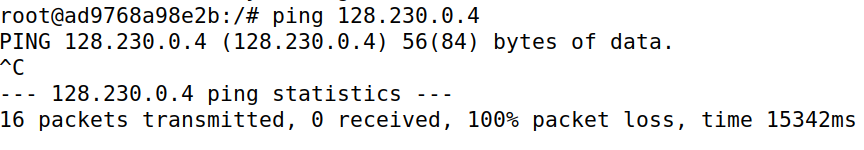 root@ad9768a98e2b:/# ping 128.230.0.4
PING 128.230.0.4 (128.230.0.4) 56(84) bytes of data.
^C
--- 128.230.0.4 ping statistics ---
16 packets transmitted, 0 received, 100% packet loss, time 15342ms